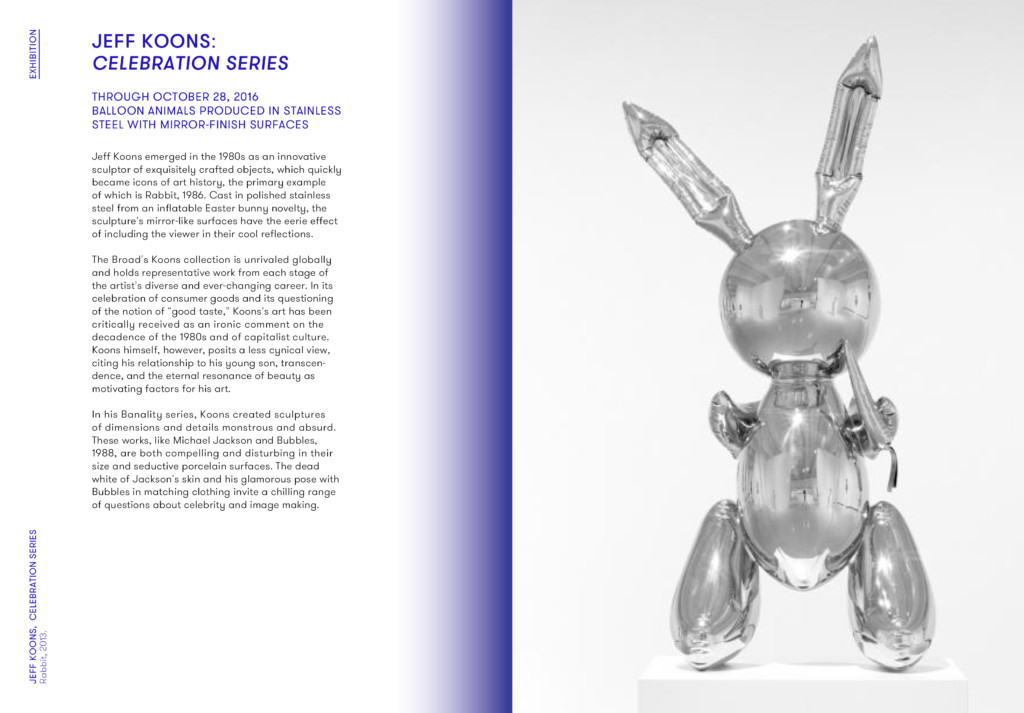 EXHIBITION
JEFF KOONS:
CELEBRATION SERIES
THROUGH OCTOBER 28, 2016
BALLOON ANIMALS PRODUCED IN STAINLESS
STEEL WITH MIRROR-FINISH SURFACES
Jeff Koons emerged in the 1980s as an innovative
sculptor of exquisitely crafted objects, which quickly
became icons of art history, the primary example
of which is Rabbit, 1986. Cast in polished stainless
steel from an inflatable Easter bunny novelty, the
sculpture's mirror-like surfaces have the eerie effect
of including the viewer in their cool reflections.
The Broad's Koons collection is unrivaled globally
and holds representative work from each stage of
the artist's diverse and ever-changing career. In its
celebration of consumer goods and its questioning
of the notion of "good taste," Koons's art has been
critically received as an ironic comment on the
decadence of the 1980s and of capitalist culture.
Koons himself, however, posits a less cynical view,
citing his relationship to his young son, transcen-
dence, and the eternal resonance of beauty as
motivating factors for his art.
In his Banality series, Koons created sculptures
of dimensions and details monstrous and absurd.
These works, like Michael Jackson and Bubbles,
1988, are both compelling and disturbing in their
size and seductive porcelain surfaces. The dead
white of Jackson's skin and his glamorous pose with
Bubbles in matching clothing invite a chilling range
of questions about celebrity and image making.
JEFF KOONS, CELEBRATION SERIES
Rabbit, 2013.